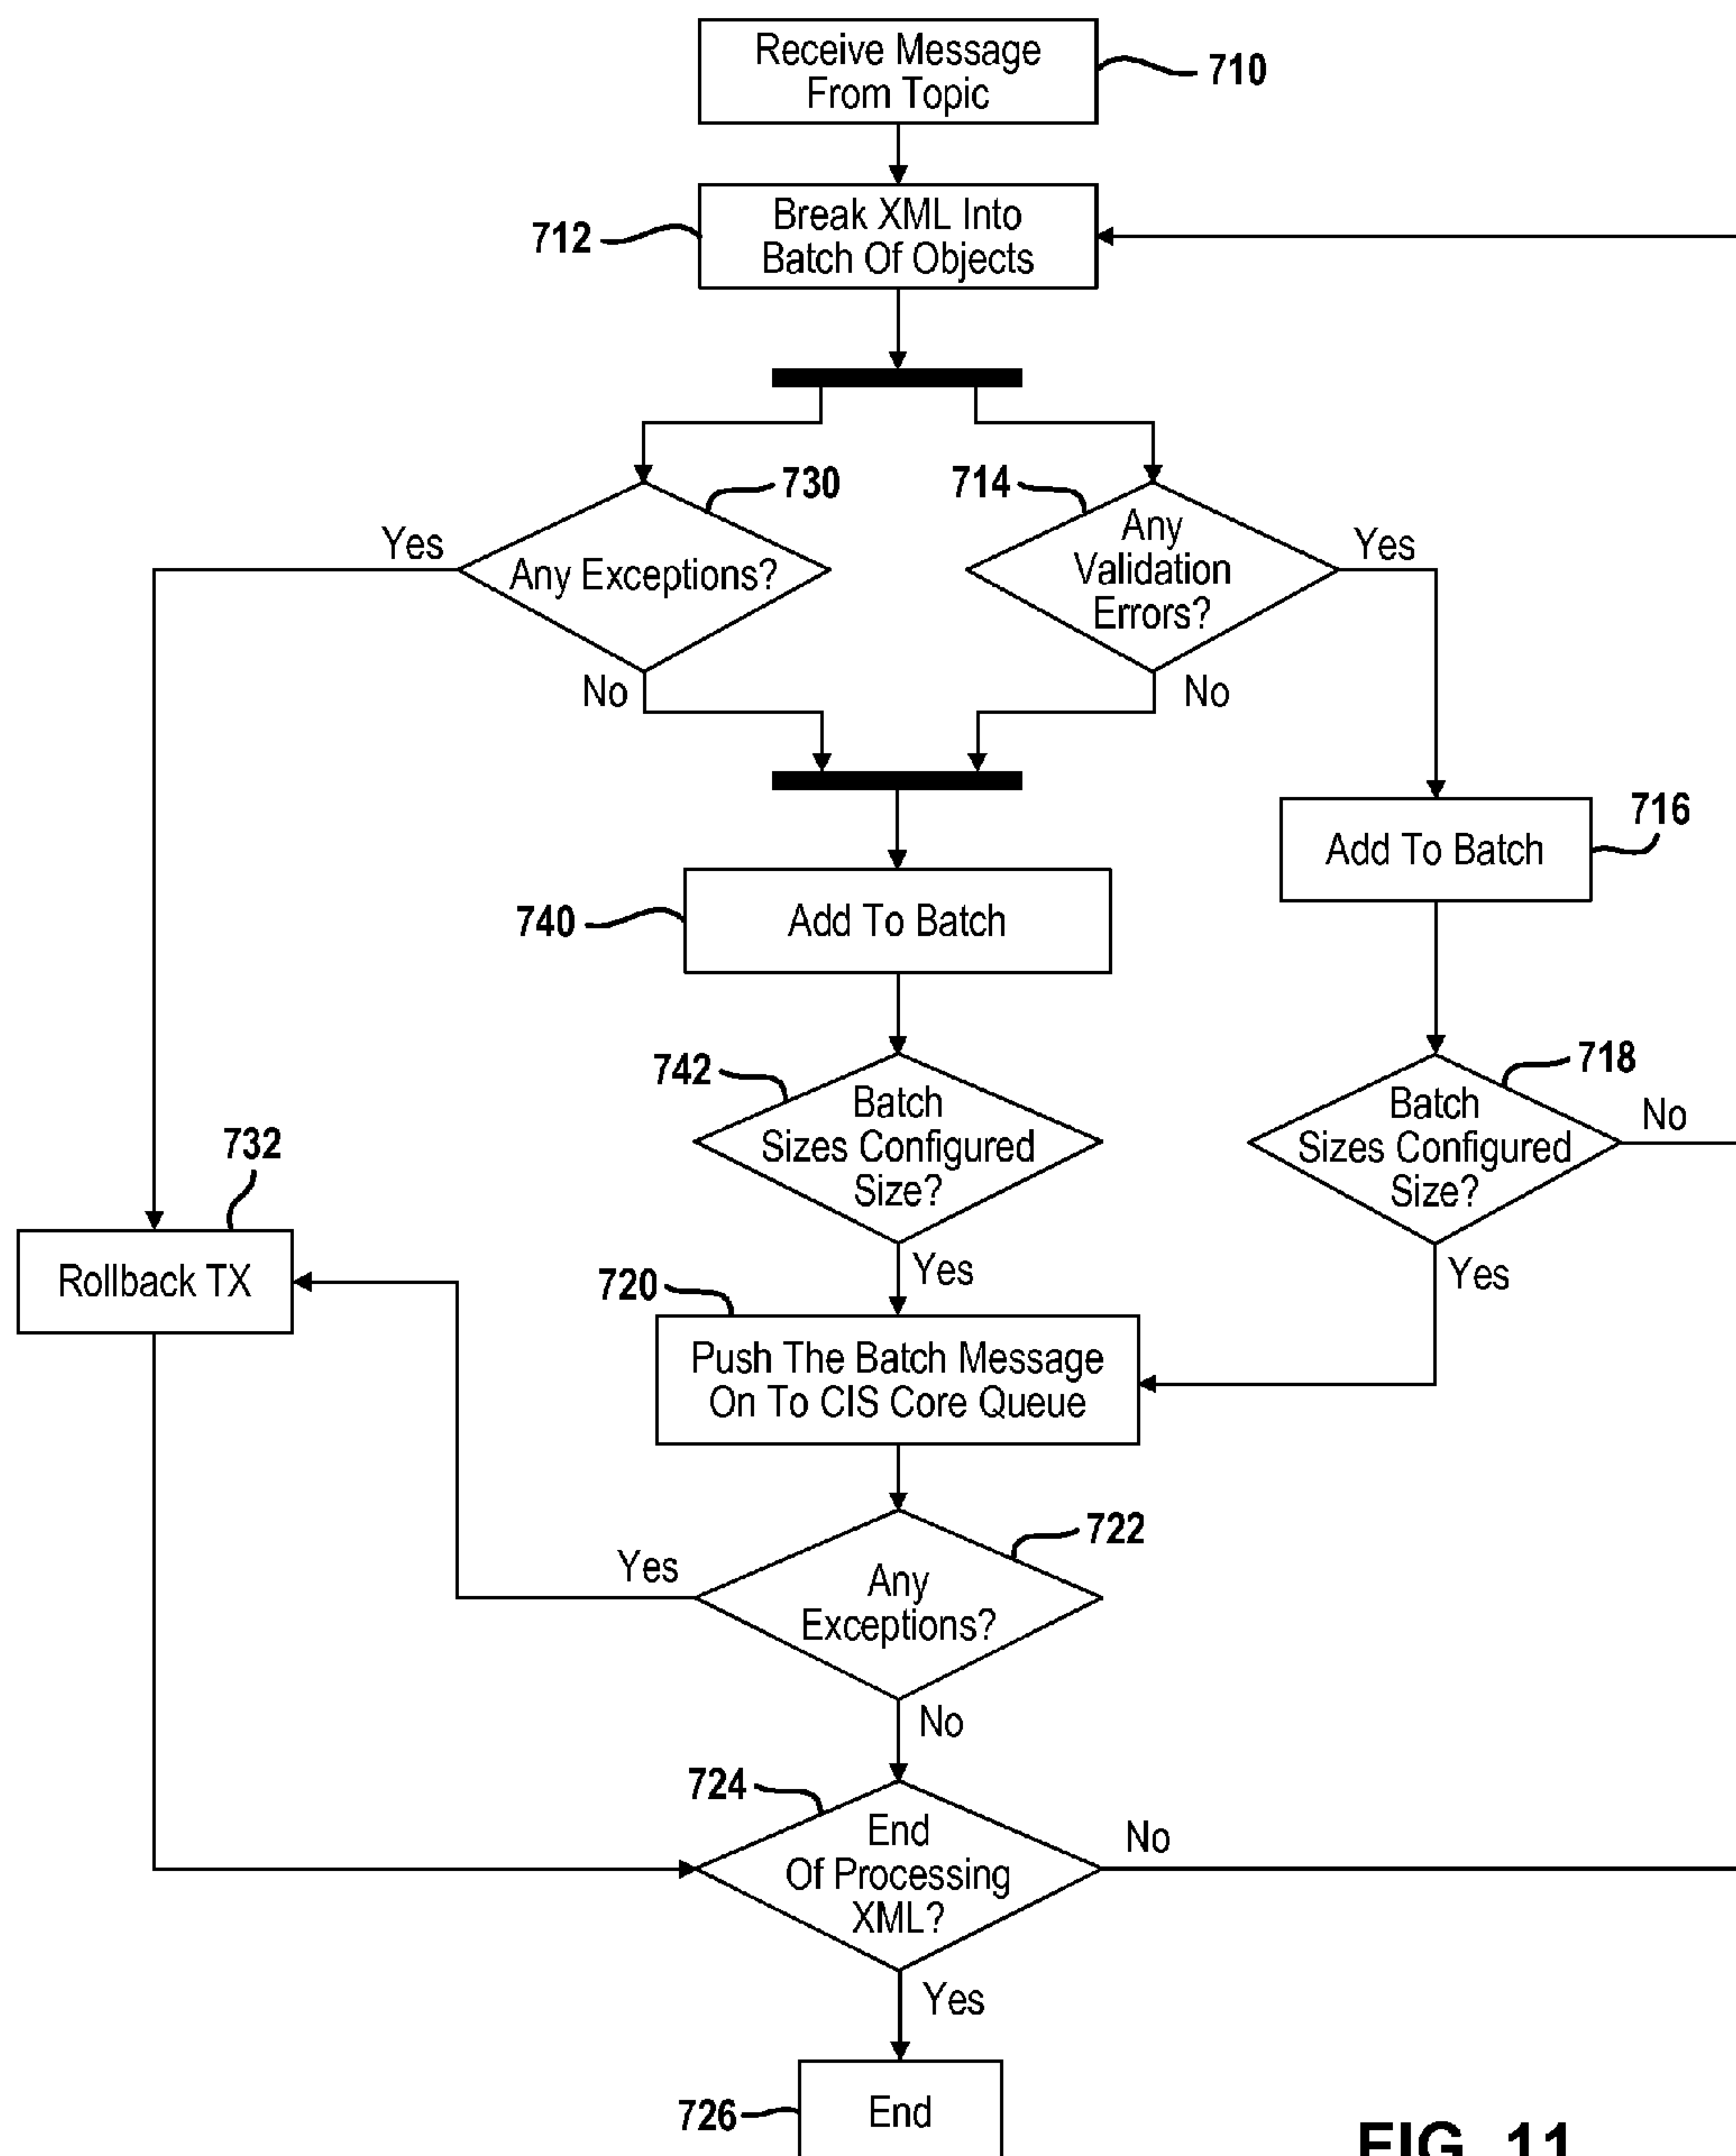 Receive Message
From Topic
710
Break XML Into
Batch Of Objects
712
730
714
Yes
Any Exceptions?
Any
Validation
Errors?
Yes
No
No
Add To Batch
716
740
Add To Batch
742
Batch
Sizes Configured
Size?
718
Batch
Sizes Configured
Size?
No
732
Rollback TX
Yes
Yes
720
Push The Batch Message
On To CIS Core Queue
722
Yes
Any
Exceptions?
No
724
End
Of Processing
XML?
No
Yes
726
End
FIG. 11